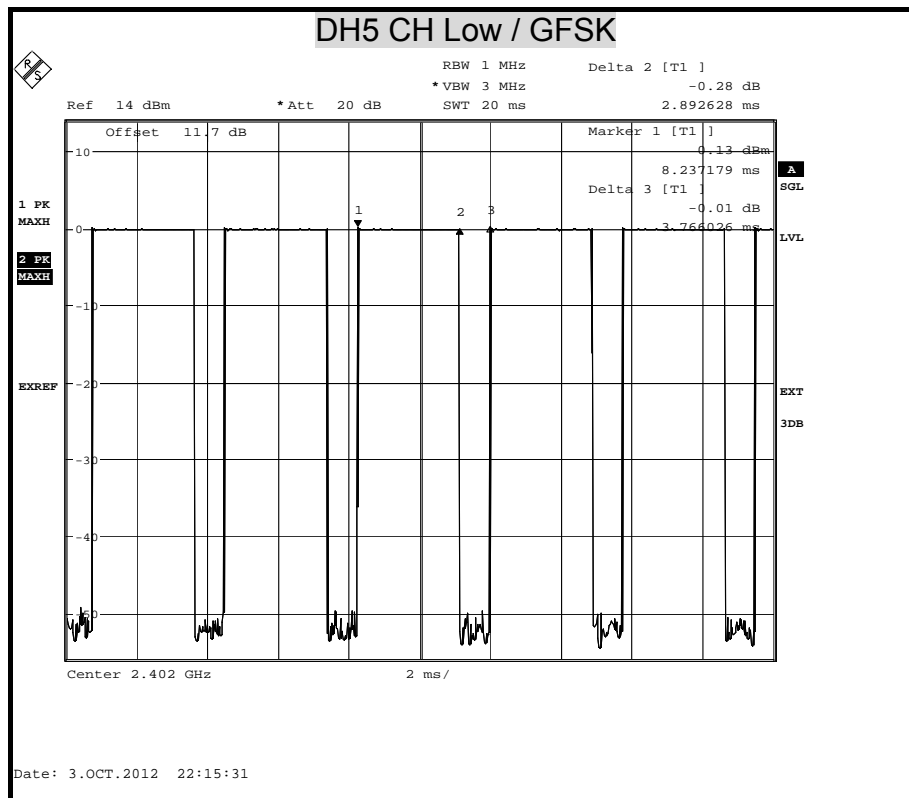 DH5 CH Low / GFSK
R S
RBW 1 MHz
Delta 2 [T1 ]
*VBW 3 MHz
-0.28 dB
Ref 14 dBm
*Att 20 dB
SWT 20 ms
2.892628 ms
Offset 11.7 dB
Marker 1 [T1 ]
0.13 dBm
8.237179 ms
Delta 3 [T1 ]
-0.01 dB
3.766026 ms
A
SGL
1 PK
MAXH
2 PK
MAXH
LVL
EXREF
EXT
3DB
1
2
3
10
0
-10
-20
-30
-40
-50
Center 2.402 GHz
2 ms/
Date: 3.OCT.2012 22:15:31